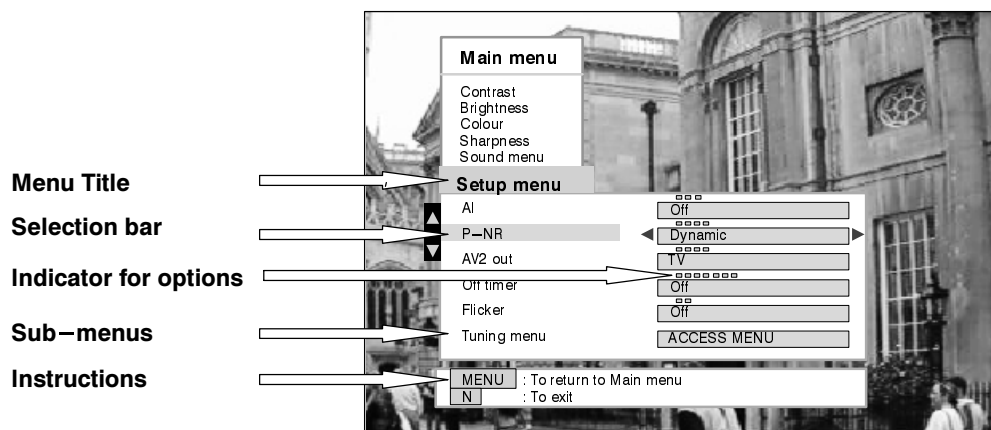 Main menu
Contrast
Brightness
Colour
Sharpness
Sound menu
Menu Title
Setup menu
AI Off
Selection bar
P–NR Dynamic
AV2 out TV
Indicator for options
Off timer Off
Flicker Off
Sub–menus
Tuning menu ACCESS MENU
Instructions
MENU : To return to Main menu
N : To exit